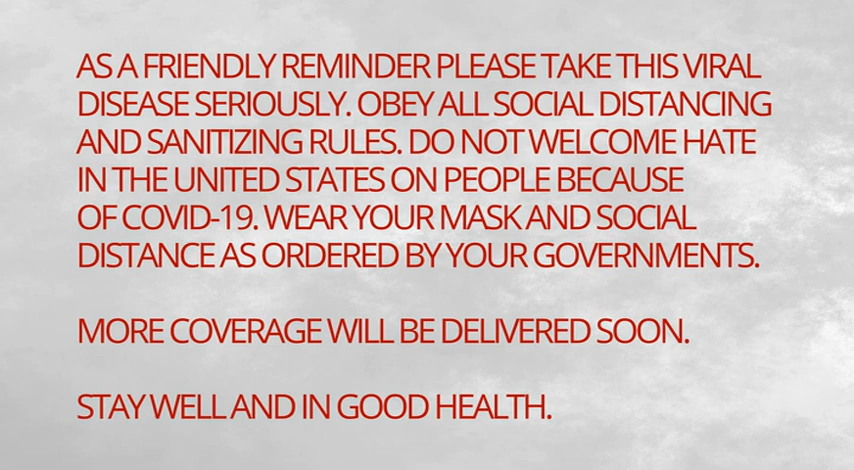 AS A FRIENDLY REMINDER PLEASE TAKE THIS VIRAL
DISEASE SERIOUSLY. OBEY ALL SOCIAL DISTANCING
AND SANITIZING RULES. DO NOT WELCOME HATE
IN THE UNITED STATES ON PEOPLE BECAUSE
OF COVID-19. WEAR YOUR MASK AND SOCIAL
DISTANCE AS ORDERED BY YOUR GOVERNMENTS.
MORE COVERAGE WILL BE DELIVERED SOON.
STAY WELL AND IN GOOD HEALTH.